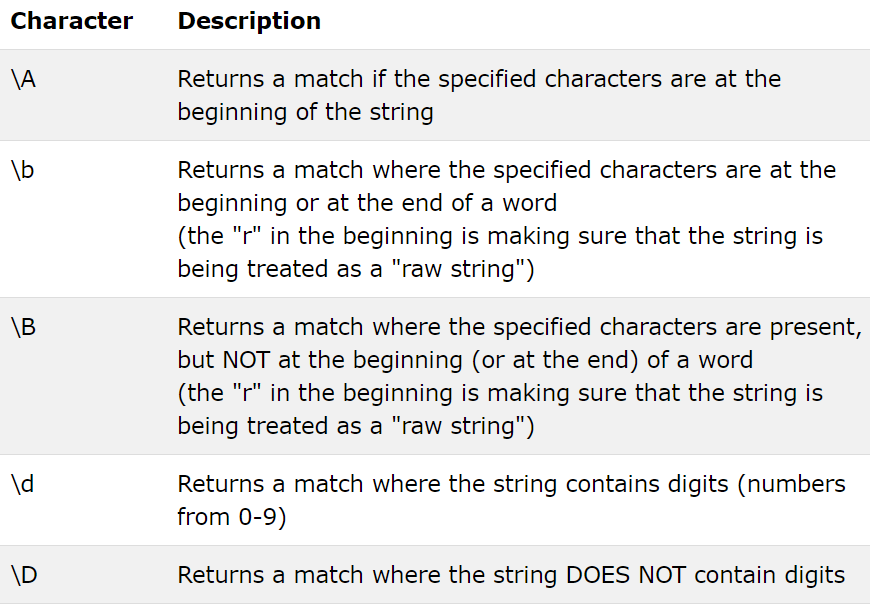 Character Description
\A Returns a match if the specified characters are at the
beginning of the string
\b Returns a match where the specified characters are at the
beginning or at the end of a word
(the "r" in the beginning is making sure that the string is
being treated as a "raw string")
\B Returns a match where the specified characters are present,
but NOT at the beginning (or at the end) of a word
(the "r" in the beginning is making sure that the string is
being treated as a "raw string")
\d Returns a match where the string contains digits (numbers
from 0-9)
\D Returns a match where the string DOES NOT contain digits